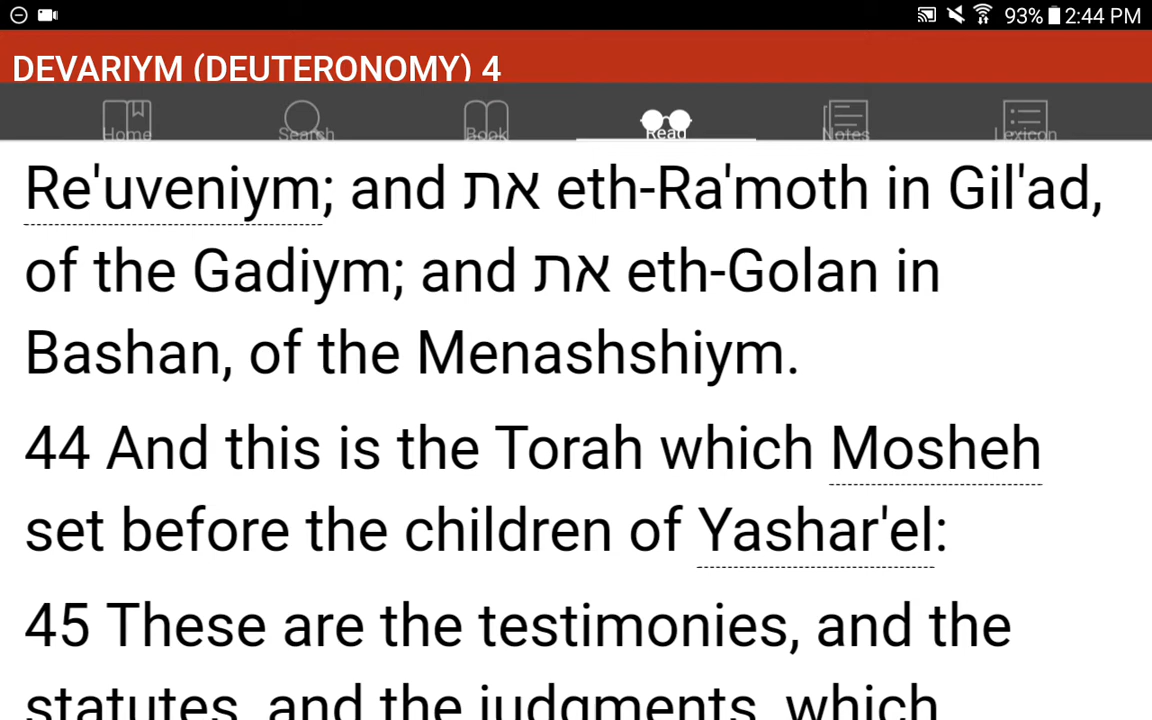 93% 2:44 PM
DEVARIYM (DEUTERONOMY) 4
Home Search Book Read Notes Lexicon
Re'uveniym; and את eth-Ra'moth in Gil'ad,
of the Gadiym; and את eth-Golan in
Bashan, of the Menashshiym.
44 And this is the Torah which Mosheh
set before the children of Yashar'el:
45 These are the testimonies, and the
statutes, and the judgments, which